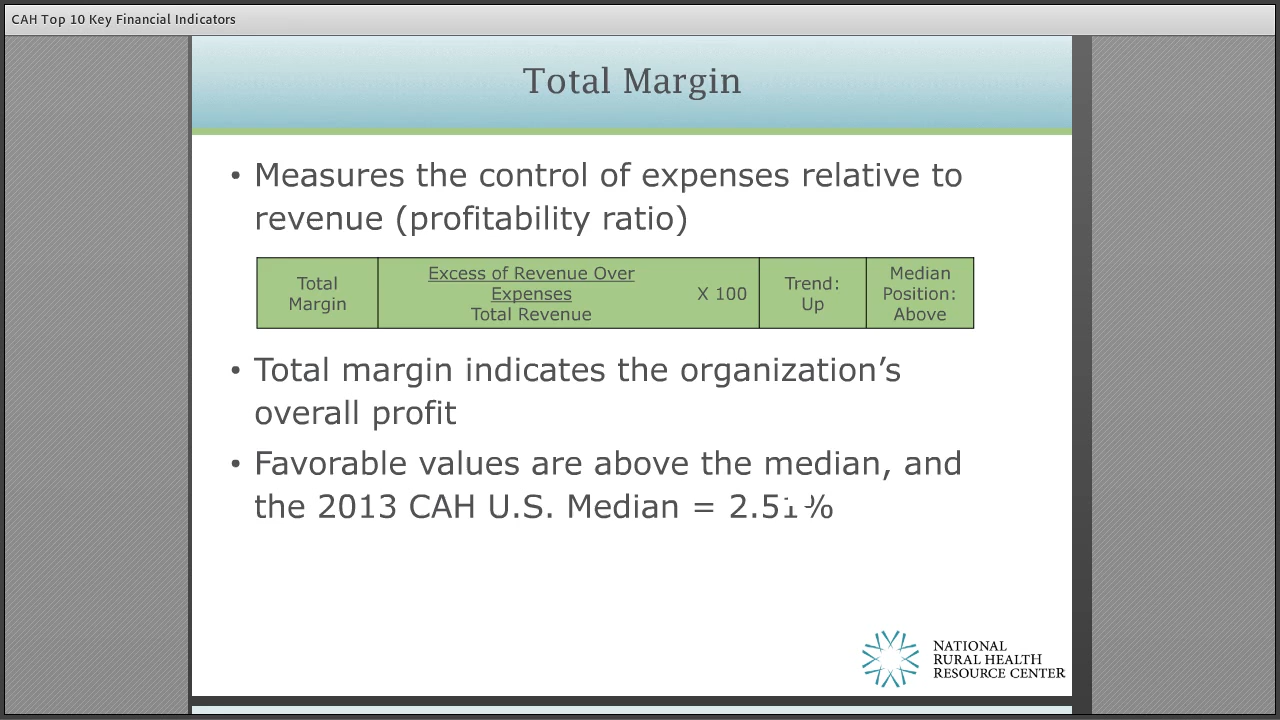 CAH Top 10 Key Financial Indicators
Total Margin
• Measures the control of expenses relative to
revenue (profitability ratio)
Total
Margin
Excess of Revenue Over
Expenses
Total Revenue
X 100
Trend:
Up
Median
Position:
Above
• Total margin indicates the organization’s
overall profit
• Favorable values are above the median, and
the 2013 CAH U.S. Median =
NATIONAL
RURAL HEALTH
RESOURCE CENTER